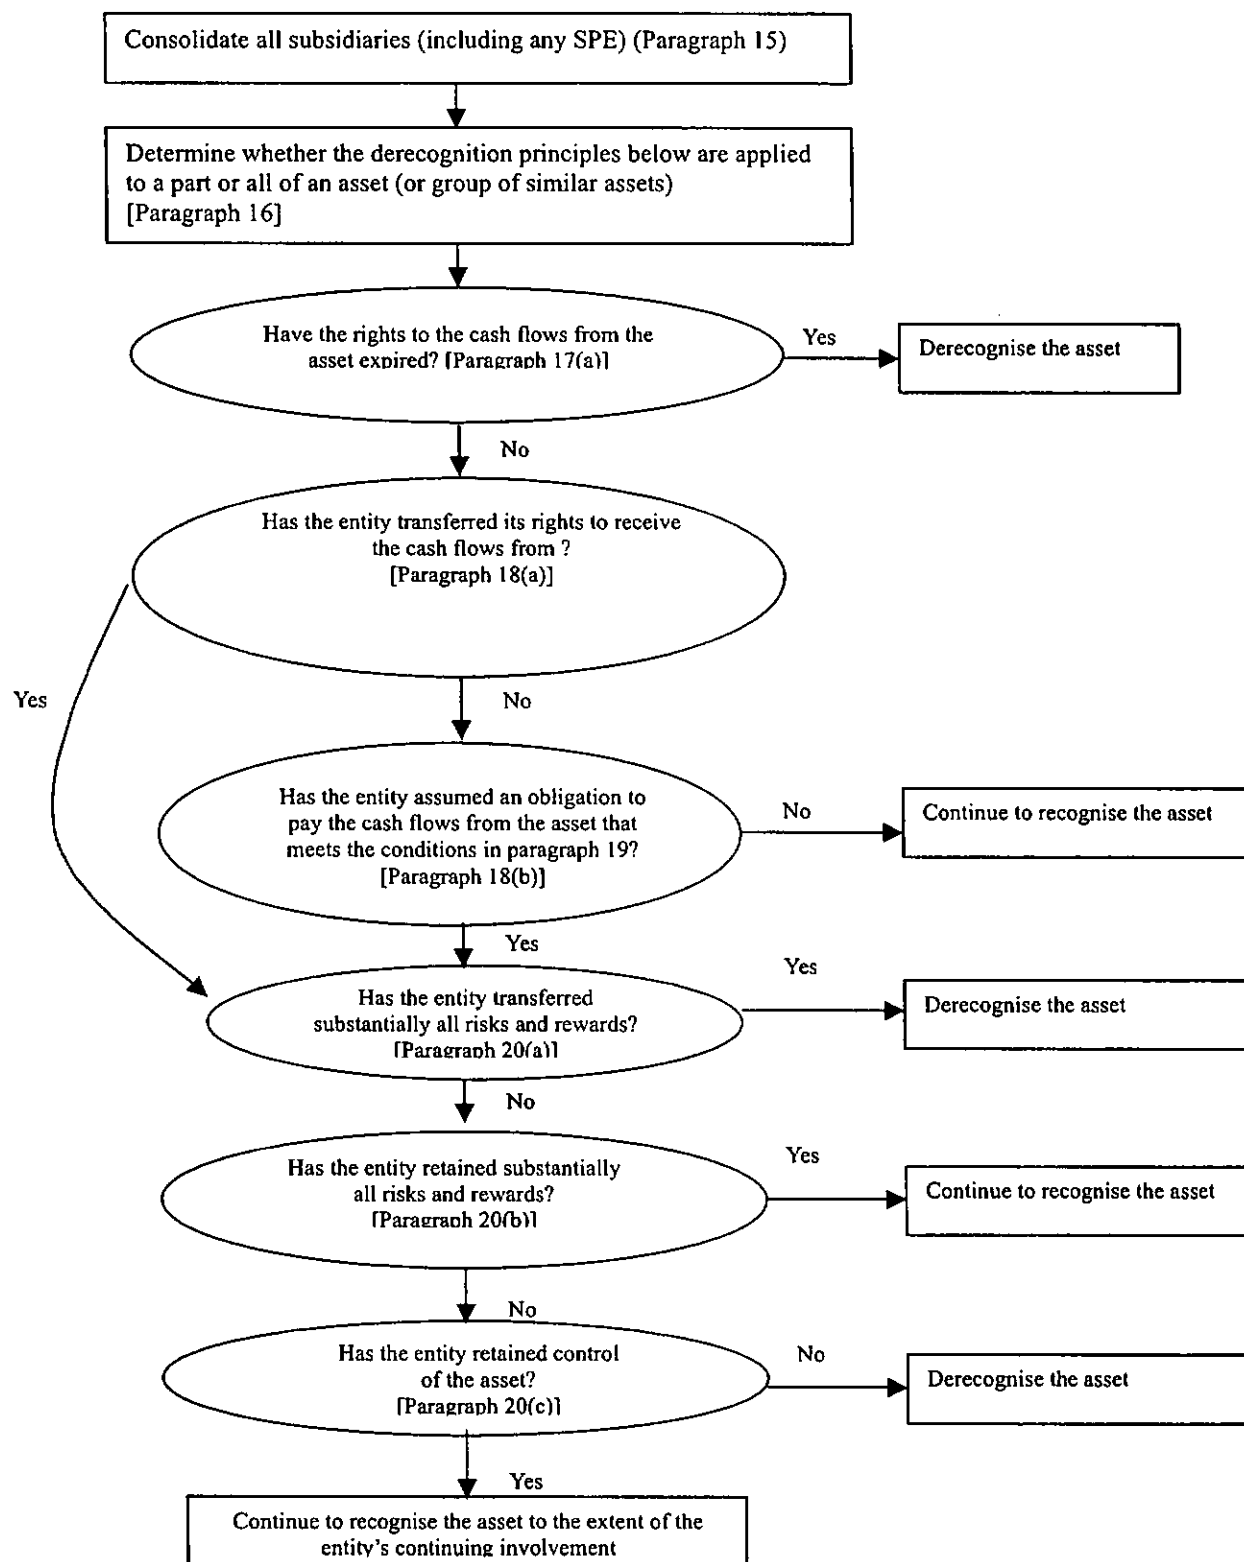 Consolidate all subsidiaries (including any SPE) (Paragraph 15)
Determine whether the derecognition principles below are applied
to a part or all of an asset (or group of similar assets)
[Paragraph 16]
Have the rights to the cash flows from the
asset expired? [Paragraph 17(a)]
Yes
Derecognise the asset
No
Has the entity transferred its rights to receive
the cash flows from ?
[Paragraph 18(a)]
Yes
No
Has the entity assumed an obligation to
pay the cash flows from the asset that
meets the conditions in paragraph 19?
[Paragraph 18(b)]
No
Continue to recognise the asset
Yes
Has the entity transferred
substantially all risks and rewards?
[Paragraph 20(a)]
Yes
Derecognise the asset
No
Has the entity retained substantially
all risks and rewards?
[Paragraph 20(b)]
Yes
Continue to recognise the asset
No
Has the entity retained control
of the asset?
[Paragraph 20(c)]
No
Derecognise the asset
Yes
Continue to recognise the asset to the extent of the
entity's continuing involvement